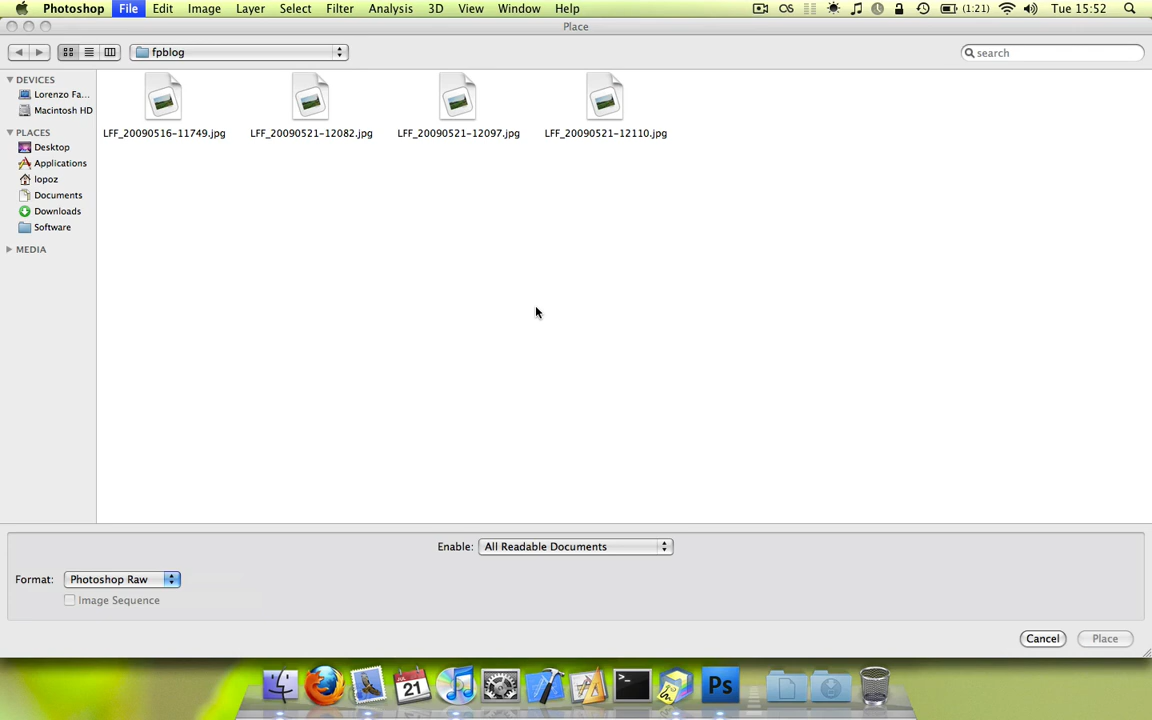 Photoshop File Edit Image Layer Select Filter Analysis 3D View Window Help (1:21) Tue 15:52
Place
fpblog
search
DEVICES
Lorenzo Fa...
Macintosh HD
PLACES
Desktop
Applications
lopoz
Documents
Downloads
Software
MEDIA
LFF_20090516-11749.jpg LFF_20090521-12082.jpg LFF_20090521-12097.jpg LFF_20090521-12110.jpg
Enable: All Readable Documents
Format: Photoshop Raw
Image Sequence
Cancel Place
JUL
21
>_
Ps